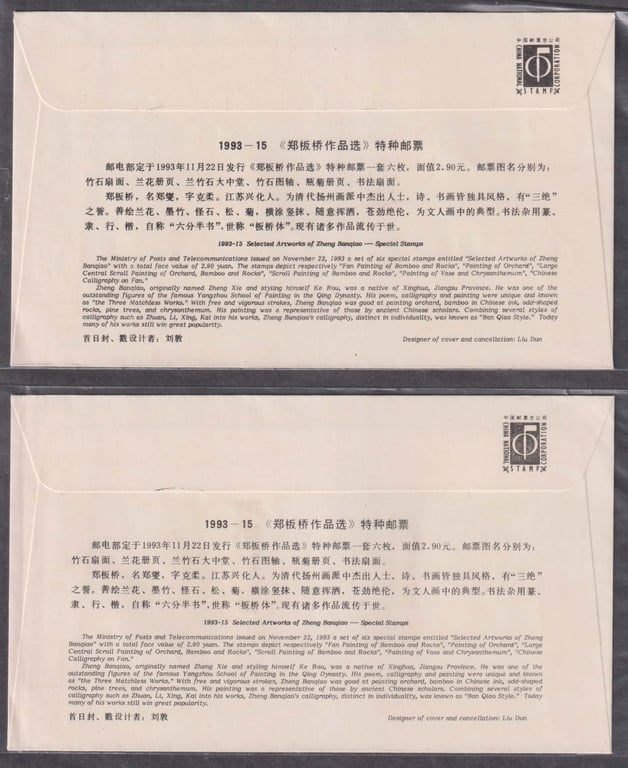 中国邮票总公司
CHINA NATIONAL
STAMP
CORPORATION
1993－15 《郑板桥作品选》特种邮票
邮电部定于1993年11月22日发行《郑板桥作品选》特种邮票一套六枚，面值2.90元。邮票图名分别为：
竹石扇面、兰花册页、兰竹石大中堂、竹石图轴、瓶菊册页、书法扇面。
郑板桥，名郑燮，字克柔。江苏兴化人。为清代扬州画派中杰出人士，诗、书画皆独具风格，有“三绝”
之誉。善绘兰花、墨竹、怪石、松、菊，横涂竖抹、随意挥洒，苍劲绝伦，为文人画中的典型。书法杂用篆、
隶、行、楷，自称“六分半书”，世称“板桥体”。现有诸多作品流传于世。
1993-15 Selected Artworks of Zheng Banqiao — Special Stamps
The Ministry of Posts and Telecommunications issued on November 22, 1993 a set of six special stamps entitled "Selected Artworks of Zheng
Banqiao" with a total face value of 2.90 yuan. The stamps depict respectively "Fan Painting of Bamboo and Rocks", "Painting of Orchard", "Large
Central Scroll Painting of Orchard, Bamboo and Rocks", "Scroll Painting of Bamboo and Rocks", "Painting of Vase and Chrysanthemum", "Chinese
Calligraphy on Fan."
Zheng Banqiao, originally named Zheng Xie and styling himself Ke Rou, was a native of Xinghua, Jiangsu Province. He was one of the
outstanding figures of the famous Yangzhou School of Painting in the Qing Dynasty. His poem, calligraphy and painting were unique and known
as "the Three Matchless Works." With free and vigorous strokes, Zheng Banqiao was good at painting orchard, bamboo in Chinese ink, odd-shaped
rocks, pine trees, and chrysanthemum. His painting was a representative of those by ancient Chinese scholars. Combining several styles of
calligraphy such as Zhuan, Li, Xing, Kai into his works, Zheng Banqiao's calligraphy, distinct in individuality, was known as "Ban Qiao Style." Today
many of his works still win great popularity.
首日封、戳设计者：刘敦
Designer of cover and cancellation: Liu Dun
中国邮票总公司
CHINA NATIONAL
STAMP
CORPORATION
1993－15 《郑板桥作品选》特种邮票
邮电部定于1993年11月22日发行《郑板桥作品选》特种邮票一套六枚，面值2.90元。邮票图名分别为：
竹石扇面、兰花册页、兰竹石大中堂、竹石图轴、瓶菊册页、书法扇面。
郑板桥，名郑燮，字克柔。江苏兴化人。为清代扬州画派中杰出人士，诗、书画皆独具风格，有“三绝”
之誉。善绘兰花、墨竹、怪石、松、菊，横涂竖抹、随意挥洒，苍劲绝伦，为文人画中的典型。书法杂用篆、
隶、行、楷，自称“六分半书”，世称“板桥体”。现有诸多作品流传于世。
1993-15 Selected Artworks of Zheng Banqiao — Special Stamps
The Ministry of Posts and Telecommunications issued on November 22, 1993 a set of six special stamps entitled "Selected Artworks of Zheng
Banqiao" with a total face value of 2.90 yuan. The stamps depict respectively "Fan Painting of Bamboo and Rocks", "Painting of Orchard", "Large
Central Scroll Painting of Orchard, Bamboo and Rocks", "Scroll Painting of Bamboo and Rocks", "Painting of Vase and Chrysanthemum", "Chinese
Calligraphy on Fan."
Zheng Banqiao, originally named Zheng Xie and styling himself Ke Rou, was a native of Xinghua, Jiangsu Province. He was one of the
outstanding figures of the famous Yangzhou School of Painting in the Qing Dynasty. His poem, calligraphy and painting were unique and known
as "the Three Matchless Works." With free and vigorous strokes, Zheng Banqiao was good at painting orchard, bamboo in Chinese ink, odd-shaped
rocks, pine trees, and chrysanthemum. His painting was a representative of those by ancient Chinese scholars. Combining several styles of
calligraphy such as Zhuan, Li, Xing, Kai into his works, Zheng Banqiao's calligraphy, distinct in individuality, was known as "Ban Qiao Style." Today
many of his works still win great popularity.
首日封、戳设计者：刘敦
Designer of cover and cancellation: Liu Dun